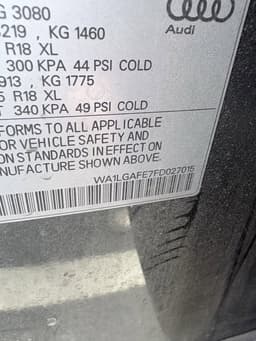 G 3080
Audi
219 , KG 1460
R18 XL
300 KPA 44 PSI COLD
913 , KG 1775
R18 XL
340 KPA 49 PSI COLD
FORMS TO ALL APPLICABLE
OR VEHICLE SAFETY AND
ON STANDARDS IN EFFECT
NUFACTURE SHOWN ABOVE.
WA1LGAFE7FD027015